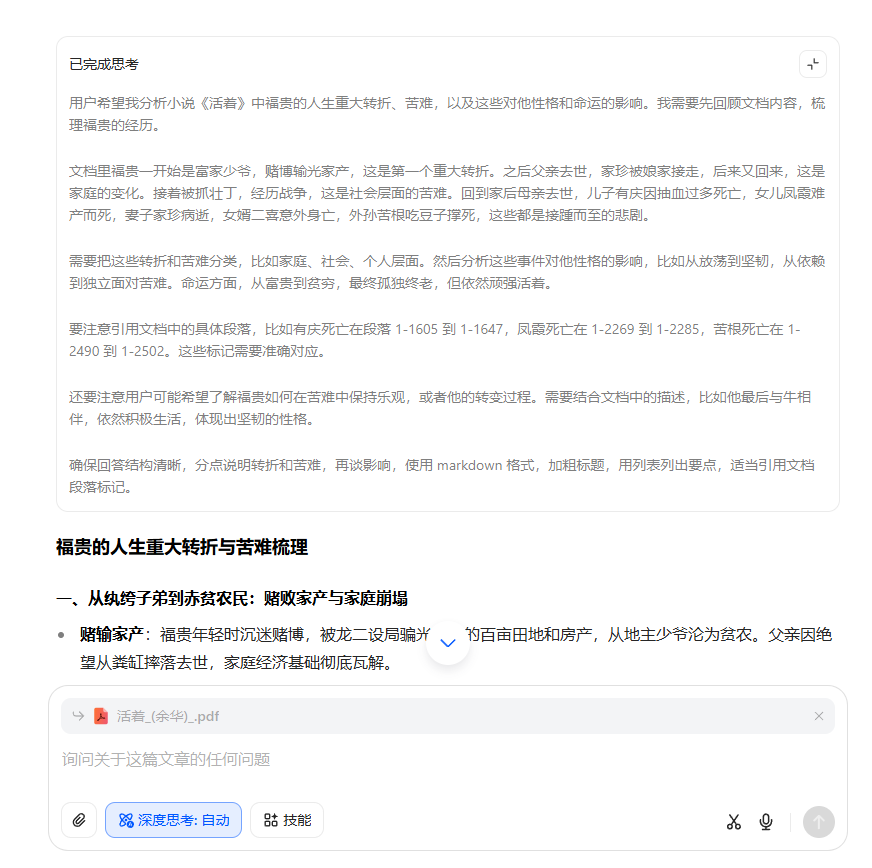 已完成思考
用户希望我分析小说《活着》中福贵的人生重大转折、苦难，以及这些对他性格和命运的影响。我需要先回顾文档内容，梳
理福贵的经历。
文档里福贵一开始是富家少爷，赌博输光家产，这是第一个重大转折。之后父亲去世，家珍被娘家接走，后来又回来，这是
家庭的变化。接着被抓壮丁，经历战争，这是社会层面的苦难。回到家后母亲去世，儿子有庆因抽血过多死亡，女儿凤霞难
产而死，妻子家珍病逝，女婿二喜意外身亡，外孙苦根吃豆子撑死，这些都是接踵而至的悲剧。
需要把这些转折和苦难分类，比如家庭、社会、个人层面。然后分析这些事件对他性格的影响，比如从放荡到坚韧，从依赖
到独立面对苦难。命运方面，从富贵到贫穷，最终孤独终老，但依然顽强活着。
要注意引用文档中的具体段落，比如有庆死亡在段落 1-1605 到 1-1647，凤霞死亡在 1-2269 到 1-2285，苦根死亡在 1-
2490 到 1-2502。这些标记需要准确对应。
还要注意用户可能希望了解福贵如何在苦难中保持乐观，或者他的转变过程。需要结合文档中的描述，比如他最后与牛相
伴，依然积极生活，体现出坚韧的性格。
确保回答结构清晰，分点说明转折和苦难，再谈影响，使用 markdown 格式，加粗标题，用列表列出要点，适当引用文档
段落标记。
福贵的人生重大转折与苦难梳理
一、从纨绔子弟到赤贫农民：赌败家产与家庭崩塌
赌输家产：福贵年轻时沉迷赌博，被龙二设局骗光的百亩田地和房产，从地主少爷沦为贫农。父亲因绝
望从粪缸摔落去世，家庭经济基础彻底瓦解。
活着_(余华)_.pdf
询问关于这篇文章的任何问题
深度思考: 自动
技能